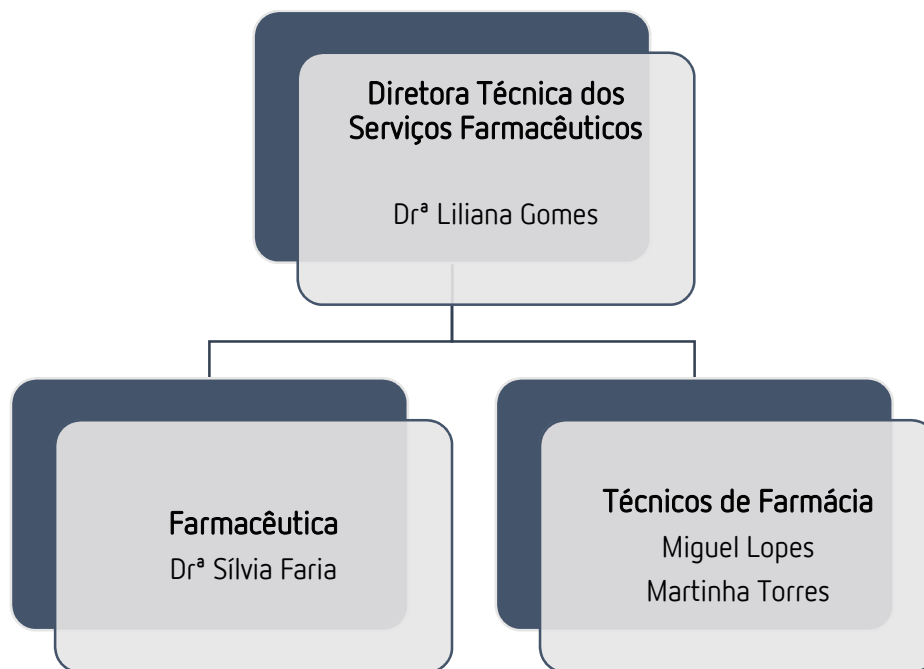 Diretora Técnica dos
Serviços Farmacêuticos
Drª Liliana Gomes
Farmacêutica
Drª Sílvia Faria
Técnicos de Farmácia
Miguel Lopes
Martinha Torres